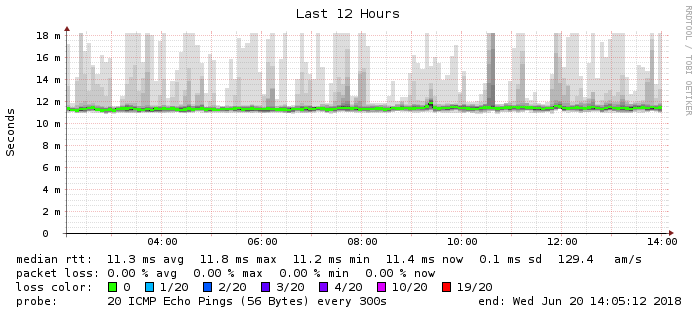 Last 12 Hours
RRDTOOL / TOBI OETIKER
Seconds
18 m
16 m
14 m
12 m
10 m
8 m
6 m
4 m
2 m
0
04:00 06:00 08:00 10:00 12:00 14:00
median rtt: 11.3 ms avg 11.8 ms max 11.2 ms min 11.4 ms now 0.1 ms sd 129.4 am/s
packet loss: 0.00 % avg 0.00 % max 0.00 % min 0.00 % now
loss color: 0 1/20 2/20 3/20 4/20 10/20 19/20
probe: 20 ICMP Echo Pings (56 Bytes) every 300s end: Wed Jun 20 14:05:12 2018